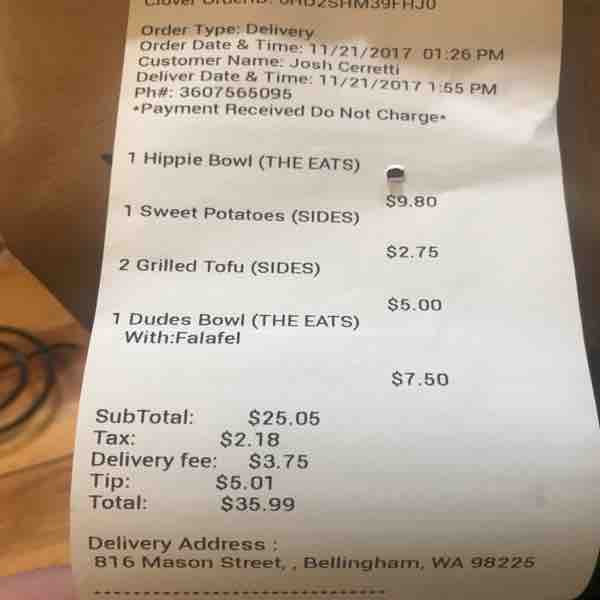 Clover OrderID: 0HD2SHM39FHJ0
Order Type: Delivery
Order Date & Time: 11/21/2017 01:26 PM
Customer Name: Josh Cerretti
Deliver Date & Time: 11/21/2017 1:55 PM
Ph#: 3607565095
*Payment Received Do Not Charge*
1 Hippie Bowl (THE EATS)
$9.80
1 Sweet Potatoes (SIDES)
$2.75
2 Grilled Tofu (SIDES)
$5.00
1 Dudes Bowl (THE EATS)
With:Falafel
$7.50
SubTotal: $25.05
Tax: $2.18
Delivery fee: $3.75
Tip: $5.01
Total: $35.99
Delivery Address :
816 Mason Street, , Bellingham, WA 98225
------------------------------